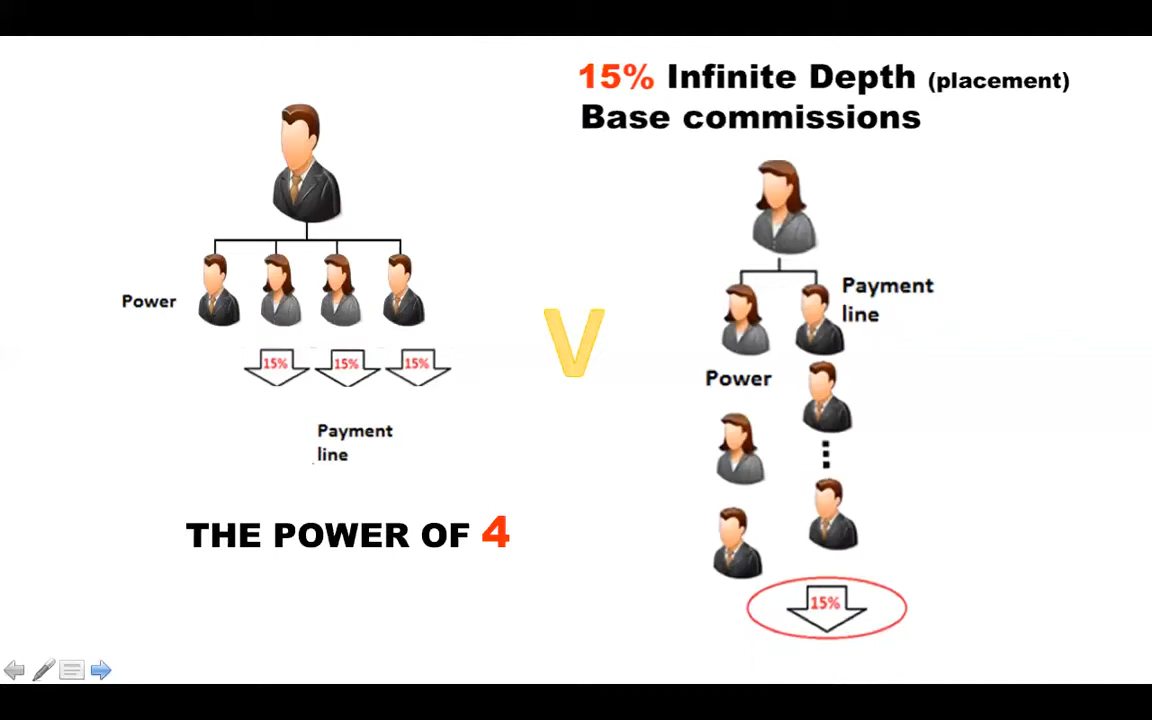 15% Infinite Depth (placement)
Base commissions
Power
15% 15% 15%
Payment
line
THE POWER OF 4
V
Payment
line
Power
15%